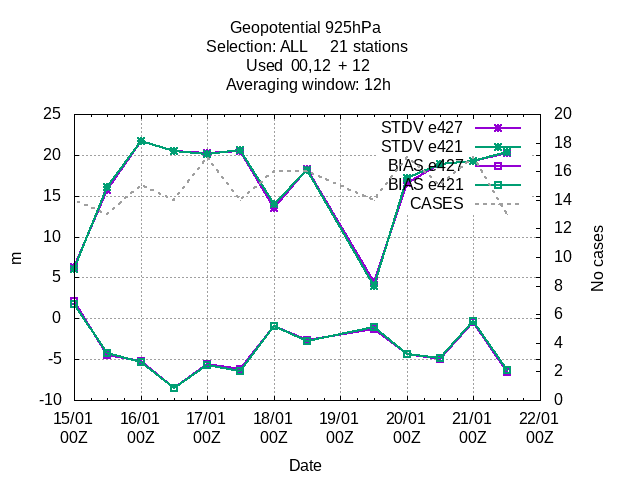 Geopotential 925hPa
Selection: ALL 21 stations
Used 00,12 + 12
Averaging window: 12h
25 20
STDV e427
18
STDV e421
20
BIAS e427
16
BIAS e421
15
14
CASES
12
10
10
m
No cases
5
8
0
6
4
-5
2
-10 0
15/01 16/01 17/01 18/01 19/01 20/01 21/01 22/01
00Z 00Z 00Z 00Z 00Z 00Z 00Z 00Z
Date